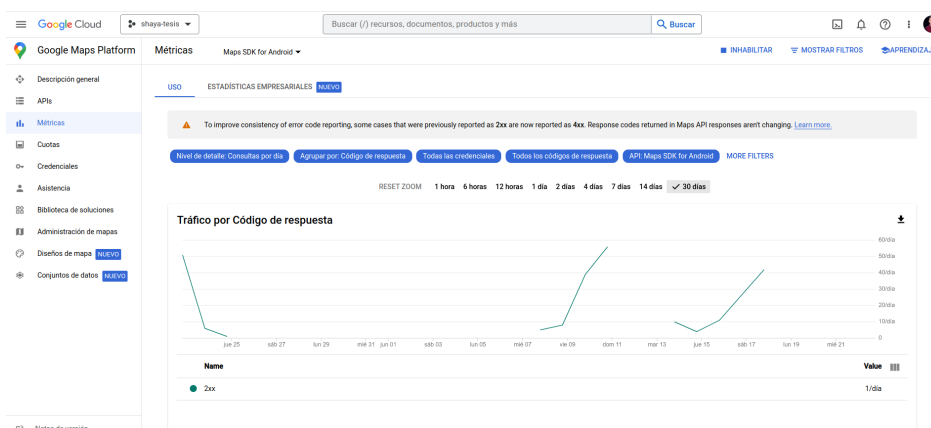 Google Cloud
shaya-tesis
Buscar (/) recursos, documentos, productos y más
Buscar
Google Maps Platform
Métricas
Maps SDK for Android
INHABILITAR
MOSTRAR FILTROS
APRENDIZAJ
Descripción general
APIs
Métricas
Cuotas
Credenciales
Asistencia
Biblioteca de soluciones
Administración de mapas
Diseños de mapa NUEVO
Conjuntos de datos NUEVO
USO
ESTADÍSTICAS EMPRESARIALES NUEVO
To improve consistency of error code reporting, some cases that were previously reported as 2xx are now reported as 4xx. Response codes returned in Maps API responses aren't changing. Learn more.
Nivel de detalle: Consultas por día
Agrupar por: Código de respuesta
Todas las credenciales
Todos los códigos de respuesta
API: Maps SDK for Android
MORE FILTERS
RESET ZOOM 1 hora 6 horas 12 horas 1 día 2 días 4 días 7 días 14 días 30 días
Tráfico por Código de respuesta
60/día
50/día
40/día
30/día
20/día
10/día
0
jue 25 sáb 27 lun 29 mié 31 jun 01 sáb 03 lun 05 mié 07 vie 09 dom 11 mar 13 jue 15 sáb 17 lun 19 mié 21
Name Value
2xx 1/día